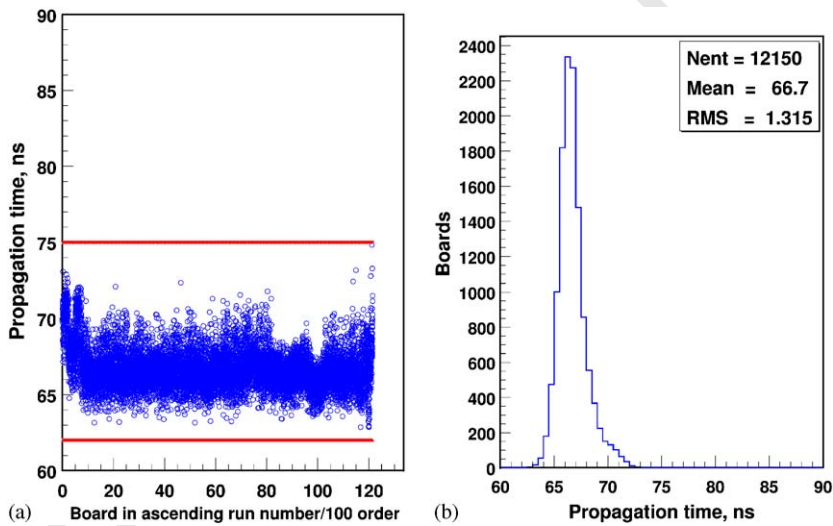 90
85
80
75
70
65
60
Propagation time, ns
0 20 40 60 80 100 120
(a) Board in ascending run number/100 order
Nent = 12150
Mean = 66.7
RMS = 1.315
2400
2200
2000
1800
1600
1400
1200
1000
800
600
400
200
0
Boards
60 65 70 75 80 85 90
(b) Propagation time, ns